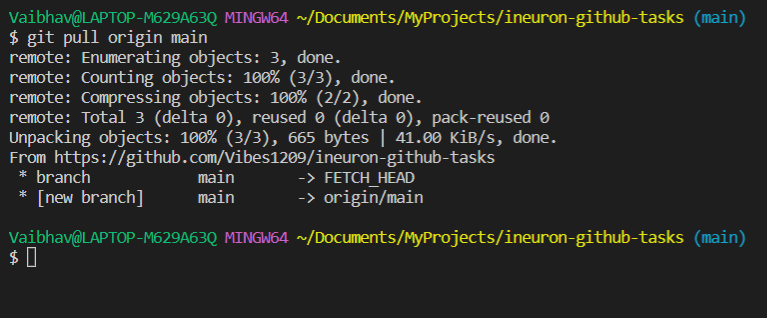 Vaibhav@LAPTOP-M629A63Q MINGW64 ~/Documents/MyProjects/ineuron-github-tasks (main)
$ git pull origin main
remote: Enumerating objects: 3, done.
remote: Counting objects: 100% (3/3), done.
remote: Compressing objects: 100% (2/2), done.
remote: Total 3 (delta 0), reused 0 (delta 0), pack-reused 0
Unpacking objects: 100% (3/3), 665 bytes | 41.00 KiB/s, done.
From https://github.com/Vibes1209/ineuron-github-tasks
 * branch            main       -> FETCH_HEAD
 * [new branch]      main       -> origin/main
Vaibhav@LAPTOP-M629A63Q MINGW64 ~/Documents/MyProjects/ineuron-github-tasks (main)
$